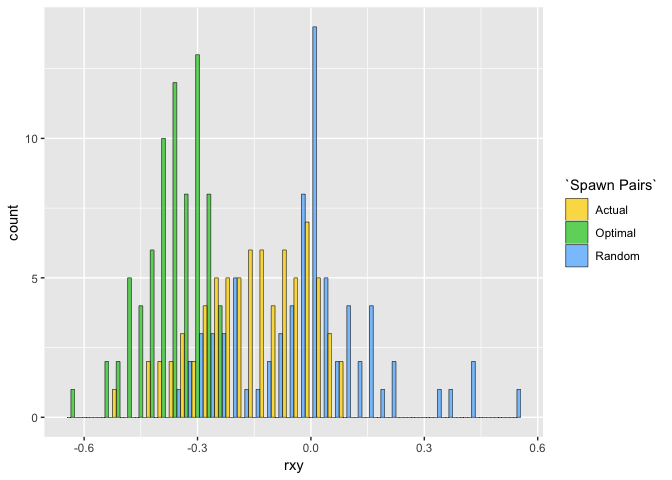 10
5
0
count
-0.6 -0.3 0.0 0.3 0.6
rxy
`Spawn Pairs`
Actual
Optimal
Random